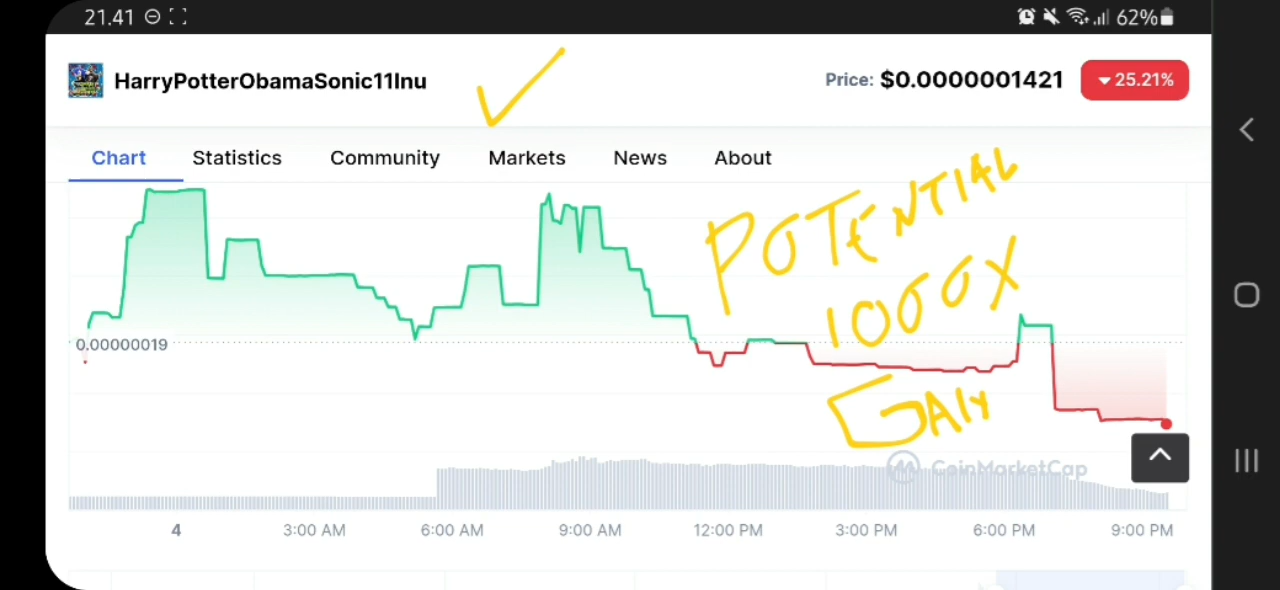 21.41
62%
HarryPotterObamaSonic11Inu
Price: $0.0000001421 25.21%
Chart Statistics Community Markets News About
POTENTIAL
1000X
GAIN
0.00000019
CoinMarketCap
4 3:00 AM 6:00 AM 9:00 AM 12:00 PM 3:00 PM 6:00 PM 9:00 PM